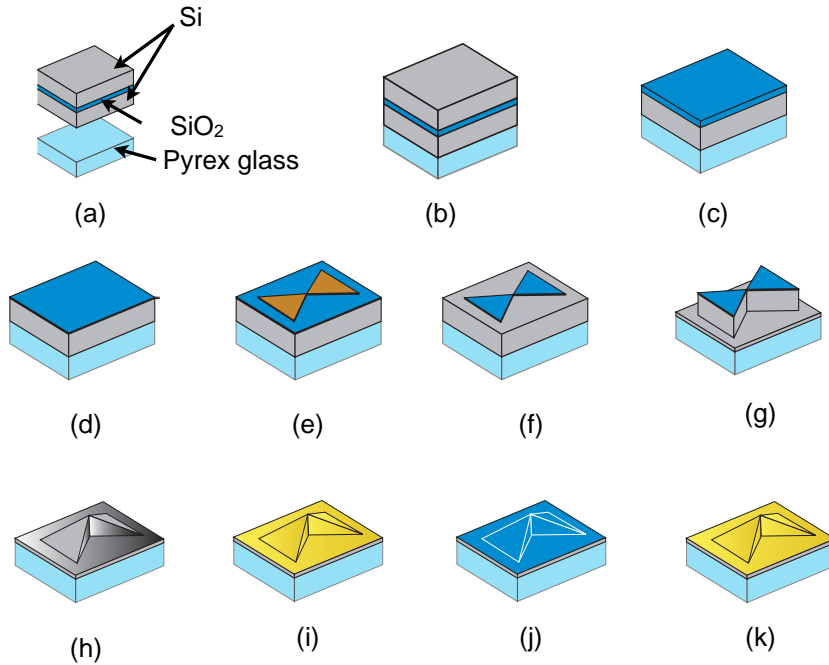 Si
SiO₂
Pyrex glass
(a)
(b)
(c)
(d)
(e)
(f)
(g)
(h)
(i)
(j)
(k)